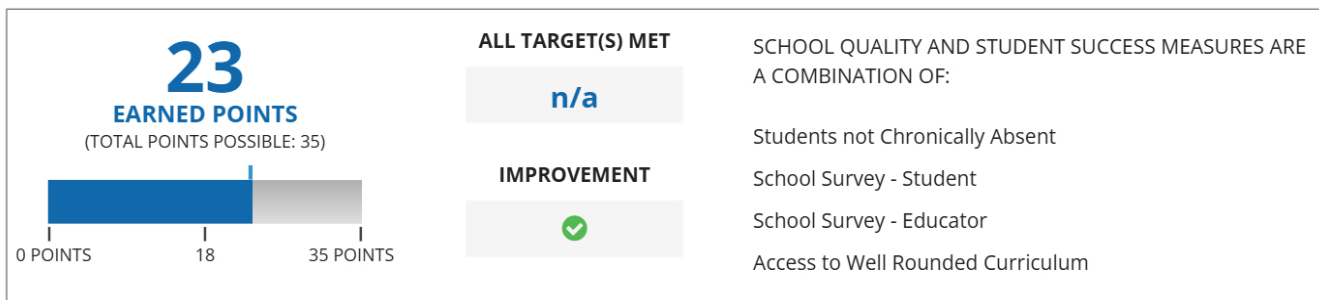 23
EARNED POINTS
(TOTAL POINTS POSSIBLE: 35)
0 POINTS
18
35 POINTS
ALL TARGET(S) MET
n/a
IMPROVEMENT
SCHOOL QUALITY AND STUDENT SUCCESS MEASURES ARE
A COMBINATION OF:
Students not Chronically Absent
School Survey - Student
School Survey - Educator
Access to Well Rounded Curriculum